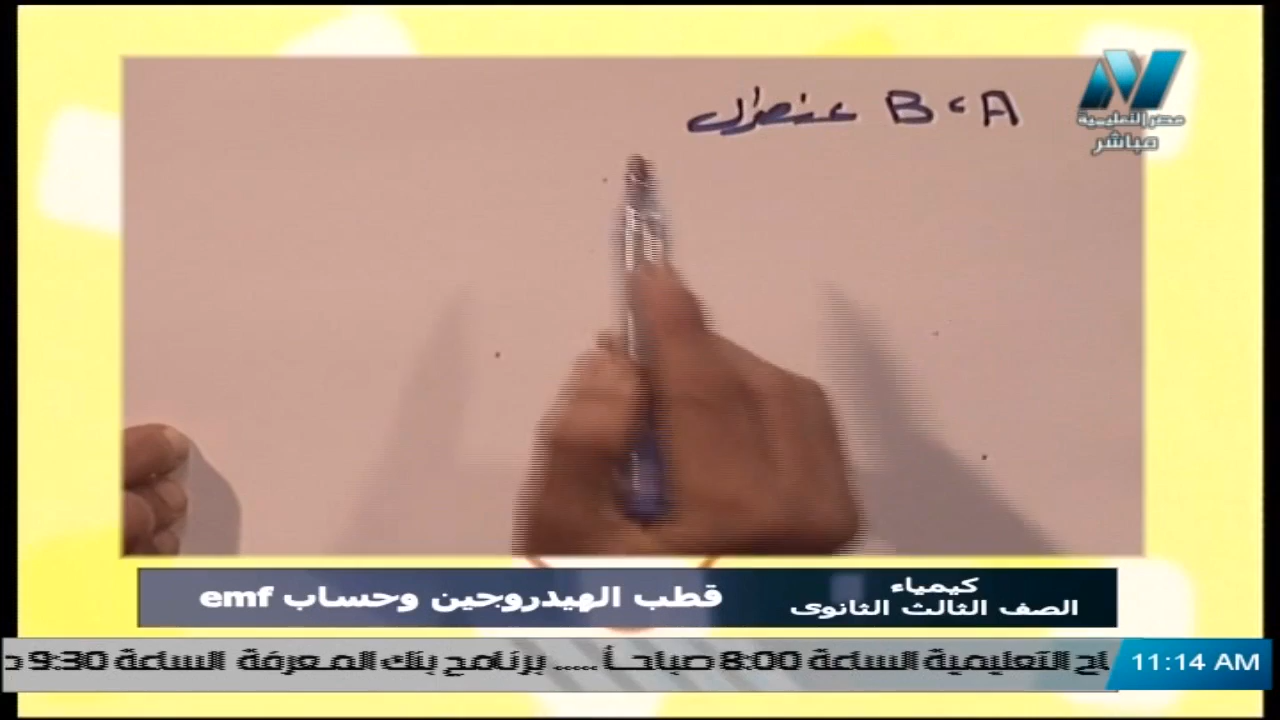 A ، B عنصران
مصر التعليمية
مباشر
كيمياء
الصف الثالث الثانوى
قطب الهيدروجين وحساب emf
11:14 AM
التعليمية الساعة 8:00 صباحـاً ..... برنامج بنك المعرفة الساعة 9:30